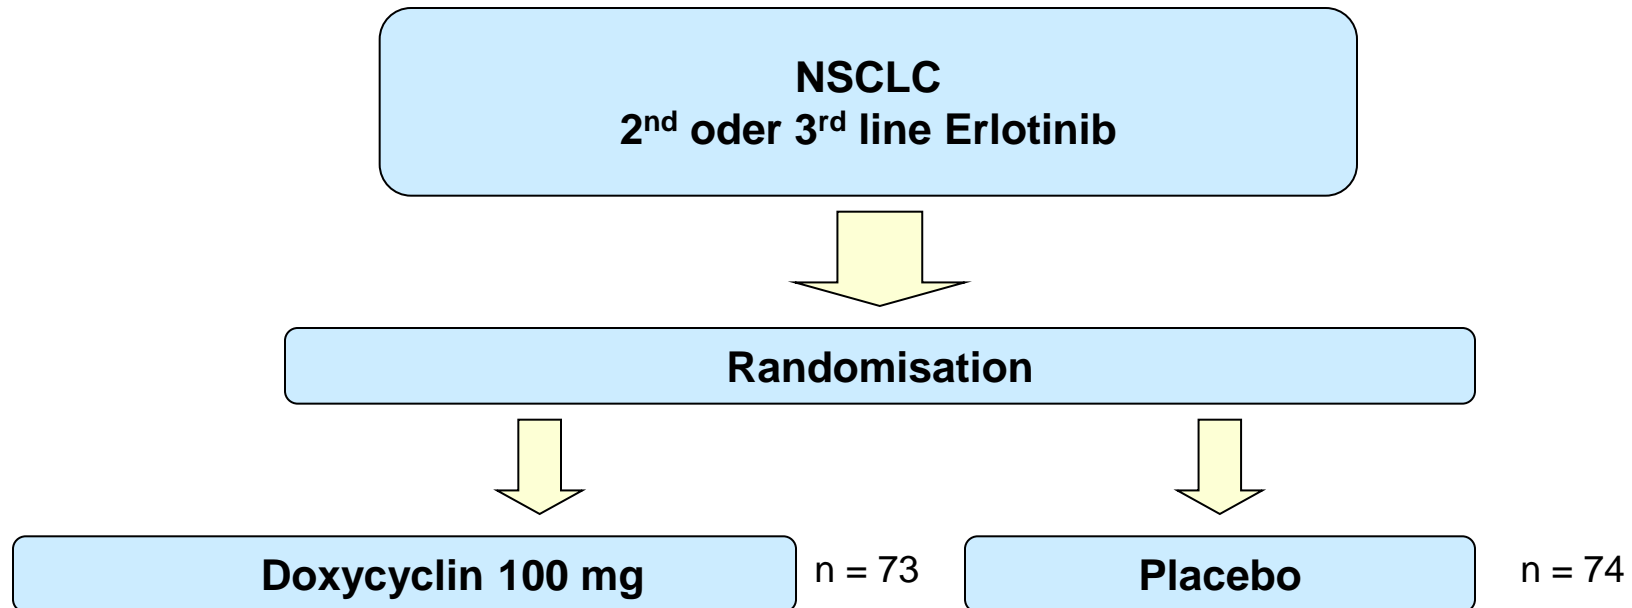 NSCLC
2nd oder 3rd line Erlotinib
Randomisation
Doxycyclin 100 mg
n = 73
Placebo
n = 74